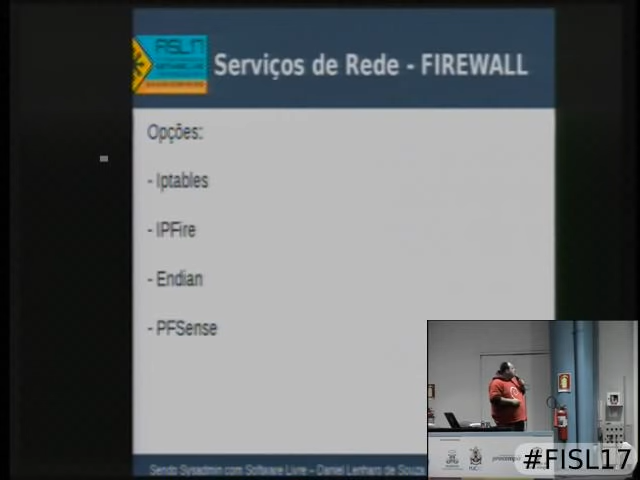 FISL17
Serviços de Rede - FIREWALL
Opções:
- Iptables
- IPFire
- Endian
- PFSense
Sendo Sysadmin com Software Livre - Daniel Lenharo de Souza
#FISL17